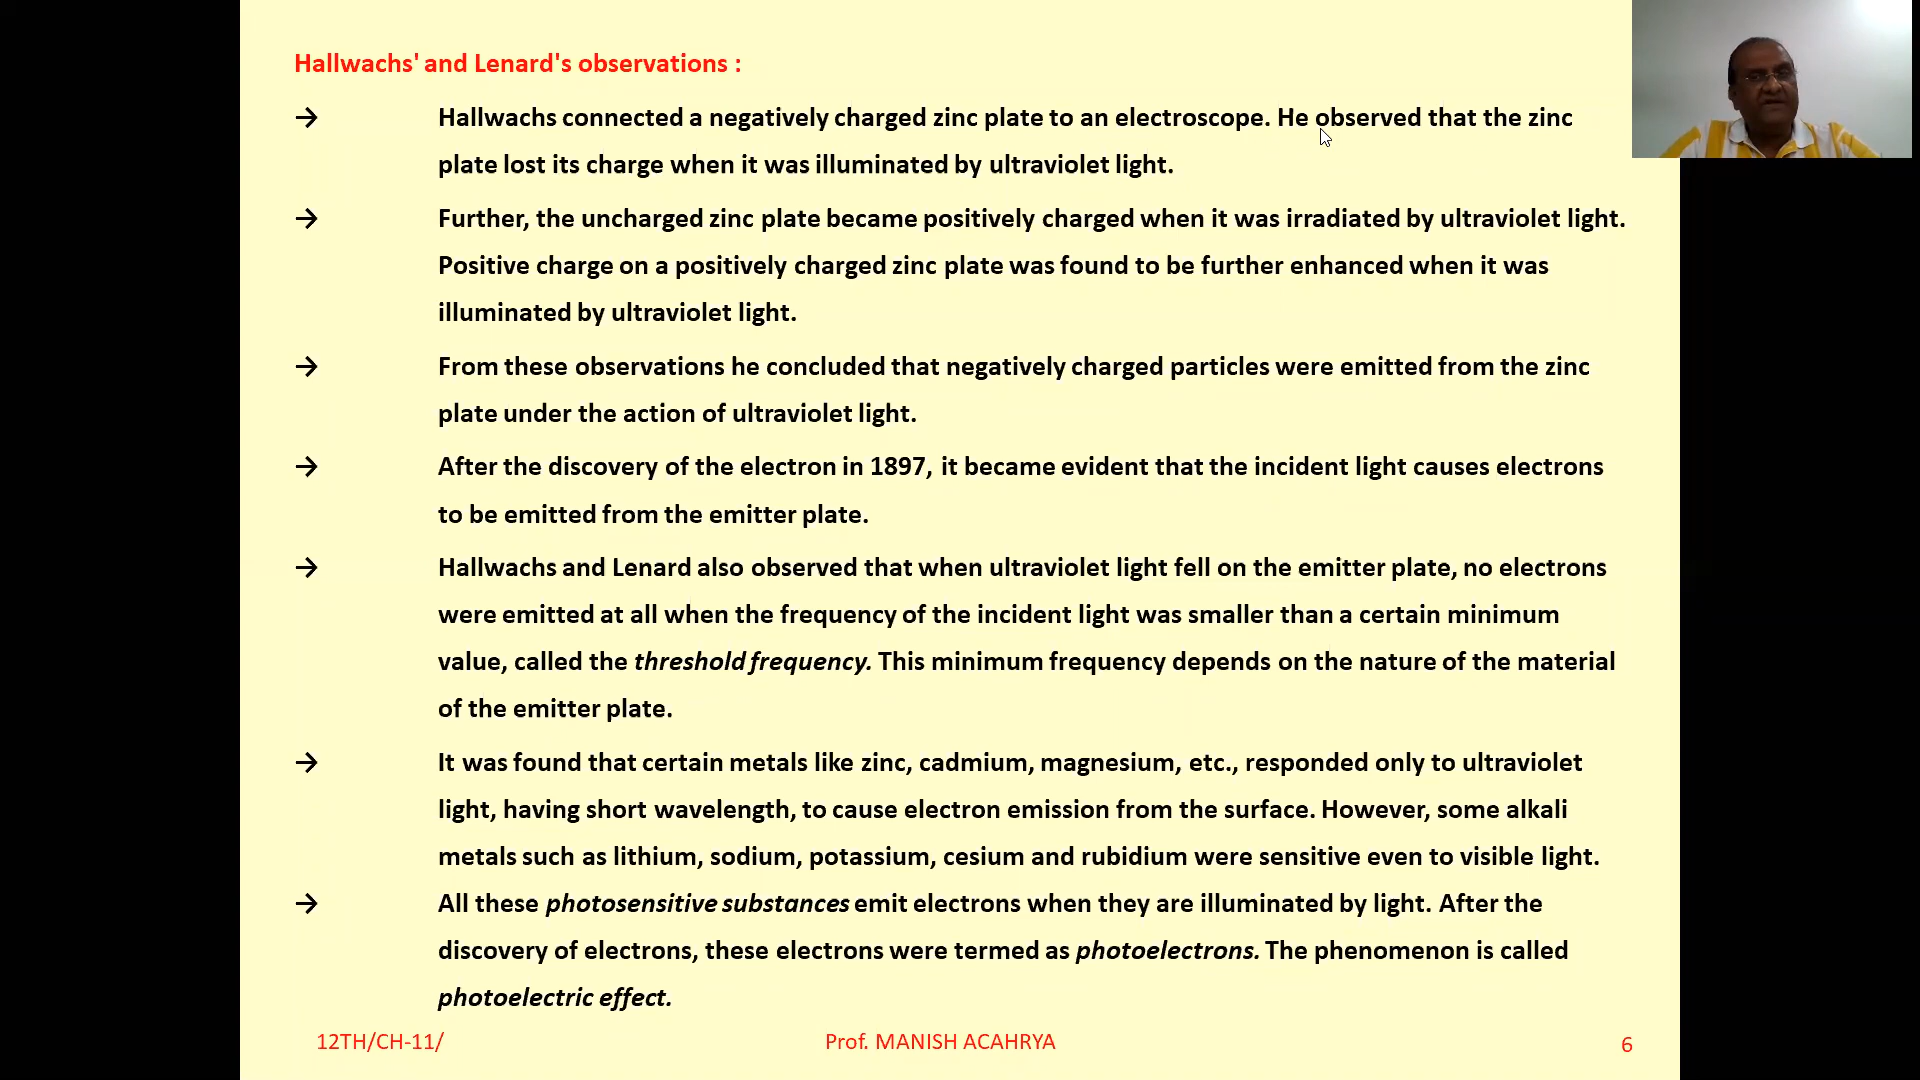 Hallwachs' and Lenard's observations :
→ Hallwachs connected a negatively charged zinc plate to an electroscope. He observed that the zinc
plate lost its charge when it was illuminated by ultraviolet light.
→ Further, the uncharged zinc plate became positively charged when it was irradiated by ultraviolet light.
Positive charge on a positively charged zinc plate was found to be further enhanced when it was
illuminated by ultraviolet light.
→ From these observations he concluded that negatively charged particles were emitted from the zinc
plate under the action of ultraviolet light.
→ After the discovery of the electron in 1897, it became evident that the incident light causes electrons
to be emitted from the emitter plate.
→ Hallwachs and Lenard also observed that when ultraviolet light fell on the emitter plate, no electrons
were emitted at all when the frequency of the incident light was smaller than a certain minimum
value, called the threshold frequency. This minimum frequency depends on the nature of the material
of the emitter plate.
→ It was found that certain metals like zinc, cadmium, magnesium, etc., responded only to ultraviolet
light, having short wavelength, to cause electron emission from the surface. However, some alkali
metals such as lithium, sodium, potassium, cesium and rubidium were sensitive even to visible light.
→ All these photosensitive substances emit electrons when they are illuminated by light. After the
discovery of electrons, these electrons were termed as photoelectrons. The phenomenon is called
photoelectric effect.
12TH/CH-11/ Prof. MANISH ACAHRYA 6